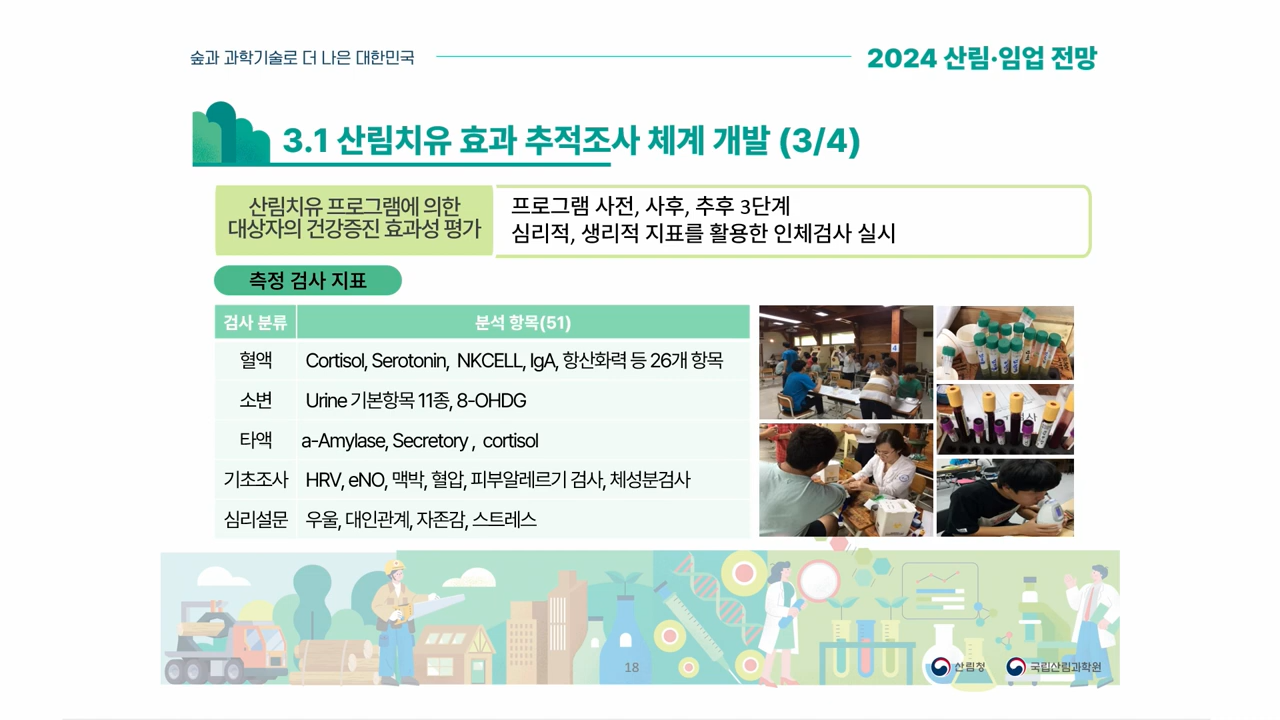 숲과 과학기술로 더 나은 대한민국
2024 산림·임업 전망
3.1 산림치유 효과 추적조사 체계 개발 (3/4)
산림치유 프로그램에 의한
대상자의 건강증진 효과성 평가
프로그램 사전, 사후, 추후 3단계
심리적, 생리적 지표를 활용한 인체검사 실시
측정 검사 지표
검사 분류 분석 항목(51)
혈액 Cortisol, Serotonin, NKCELL, IgA, 항산화력 등 26개 항목
소변 Urine 기본항목 11종, 8-OHDG
타액 a-Amylase, Secretory , cortisol
기초조사 HRV, eNO, 맥박, 혈압, 피부알레르기 검사, 체성분검사
심리설문 우울, 대인관계, 자존감, 스트레스
4
18
산림청
국립산림과학원